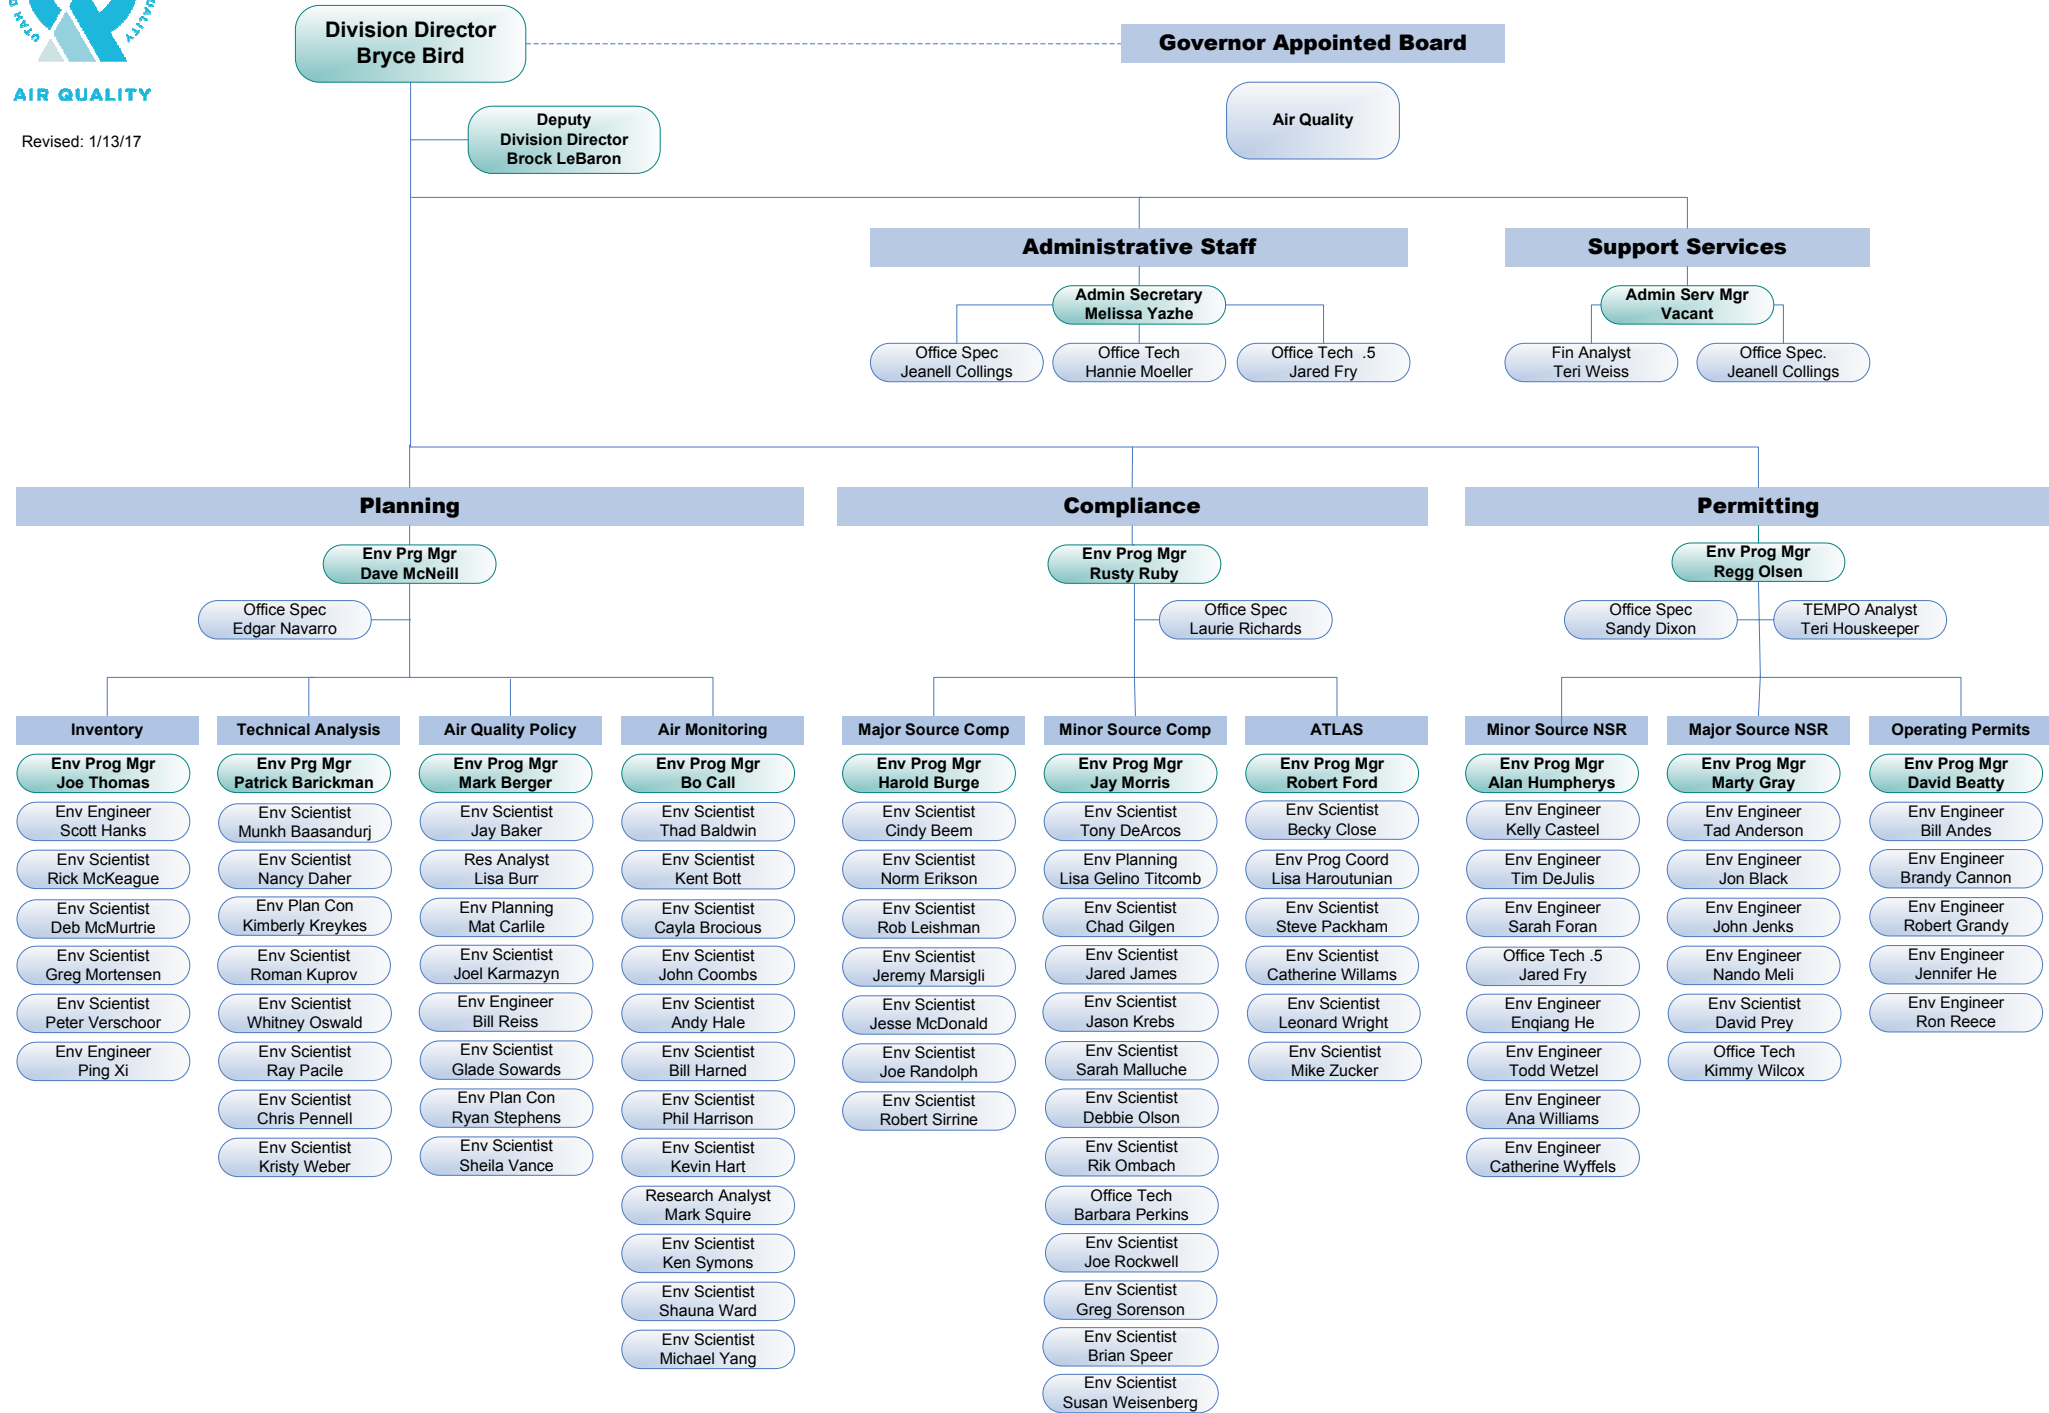 Division Director
Bryce Bird
Governor Appointed Board
AIR QUALITY
Revised: 1/13/17
Deputy
Division Director
Brock LeBaron
Air Quality
Administrative Staff
Admin Secretary
Melissa Yazhe
Office Spec
Jeanell Collings
Office Tech
Hannie Moeller
Office Tech .5
Jared Fry
Support Services
Admin Serv Mgr
Vacant
Fin Analyst
Teri Weiss
Office Spec.
Jeanell Collings
Planning
Env Prg Mgr
Dave McNeill
Office Spec
Edgar Navarro
Inventory
Env Prog Mgr
Joe Thomas
Env Engineer
Scott Hanks
Env Scientist
Rick McKeague
Env Scientist
Deb McMurtrie
Env Scientist
Greg Mortensen
Env Scientist
Peter Verschoor
Env Engineer
Ping Xi
Technical Analysis
Env Prg Mgr
Patrick Barickman
Env Scientist
Munkh Baasandurj
Env Scientist
Nancy Daher
Env Plan Con
Kimberly Kreykes
Env Scientist
Roman Kuprov
Env Scientist
Whitney Oswald
Env Scientist
Ray Pacile
Env Scientist
Chris Pennell
Env Scientist
Kristy Weber
Air Quality Policy
Env Prog Mgr
Mark Berger
Env Scientist
Jay Baker
Res Analyst
Lisa Burr
Env Planning
Mat Carlile
Env Scientist
Joel Karmazyn
Env Engineer
Bill Reiss
Env Scientist
Glade Sowards
Env Plan Con
Ryan Stephens
Env Scientist
Sheila Vance
Air Monitoring
Env Prog Mgr
Bo Call
Env Scientist
Thad Baldwin
Env Scientist
Kent Bott
Env Scientist
Cayla Brocious
Env Scientist
John Coombs
Env Scientist
Andy Hale
Env Scientist
Bill Harned
Env Scientist
Phil Harrison
Env Scientist
Kevin Hart
Research Analyst
Mark Squire
Env Scientist
Ken Symons
Env Scientist
Shauna Ward
Env Scientist
Michael Yang
Compliance
Env Prog Mgr
Rusty Ruby
Office Spec
Laurie Richards
Major Source Comp
Env Prog Mgr
Harold Burge
Env Scientist
Cindy Beem
Env Scientist
Norm Erikson
Env Scientist
Rob Leishman
Env Scientist
Jeremy Marsigli
Env Scientist
Jesse McDonald
Env Scientist
Joe Randolph
Env Scientist
Robert Sirrine
Minor Source Comp
Env Prog Mgr
Jay Morris
Env Scientist
Tony DeArcos
Env Planning
Lisa Gelino Titcomb
Env Scientist
Chad Gilgen
Env Scientist
Jared James
Env Scientist
Jason Krebs
Env Scientist
Sarah Malluche
Env Scientist
Debbie Olson
Env Scientist
Rik Ombach
Office Tech
Barbara Perkins
Env Scientist
Joe Rockwell
Env Scientist
Greg Sorenson
Env Scientist
Brian Speer
Env Scientist
Susan Weisenberg
ATLAS
Env Prog Mgr
Robert Ford
Env Scientist
Becky Close
Env Prog Coord
Lisa Haroutunian
Env Scientist
Steve Packham
Env Scientist
Catherine Willams
Env Scientist
Leonard Wright
Env Scientist
Mike Zucker
Permitting
Env Prog Mgr
Regg Olsen
Office Spec
Sandy Dixon
TEMPO Analyst
Teri Houskeeper
Minor Source NSR
Env Prog Mgr
Alan Humpherys
Env Engineer
Kelly Casteel
Env Engineer
Tim DeJulis
Env Engineer
Sarah Foran
Office Tech .5
Jared Fry
Env Engineer
Enqiang He
Env Engineer
Todd Wetzel
Env Engineer
Ana Williams
Env Engineer
Catherine Wyffels
Major Source NSR
Env Prog Mgr
Marty Gray
Env Engineer
Tad Anderson
Env Engineer
Jon Black
Env Engineer
John Jenks
Env Engineer
Nando Meli
Env Scientist
David Prey
Office Tech
Kimmy Wilcox
Operating Permits
Env Prog Mgr
David Beatty
Env Engineer
Bill Andes
Env Engineer
Brandy Cannon
Env Engineer
Robert Grandy
Env Engineer
Jennifer He
Env Engineer
Ron Reece